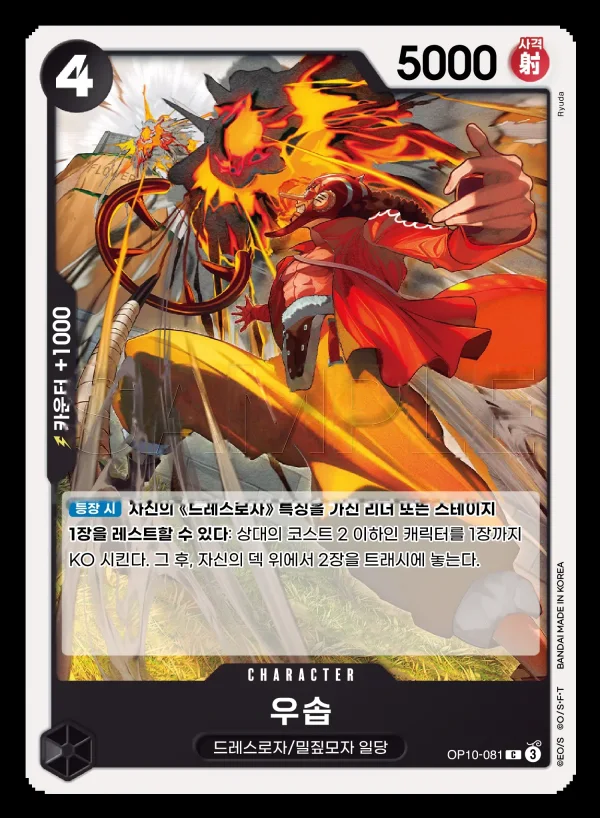 4
5000
사격
射
Ryuda
FLOWER
카운터 +1000
SAMPLE
등장 시 자신의 《드레스로사》 특징을 가진 리더 또는 스테이지
1장을 레스트할 수 있다: 상대의 코스트 2 이하인 캐릭터를 1장까지
KO 시킨다. 그 후, 자신의 덱 위에서 2장을 트래시에 놓는다.
CHARACTER
우솝
드레스로자/밀짚모자 일당
OP10-081 C 3
©EO/S ©O/S·F·T BANDAI MADE IN KOREA